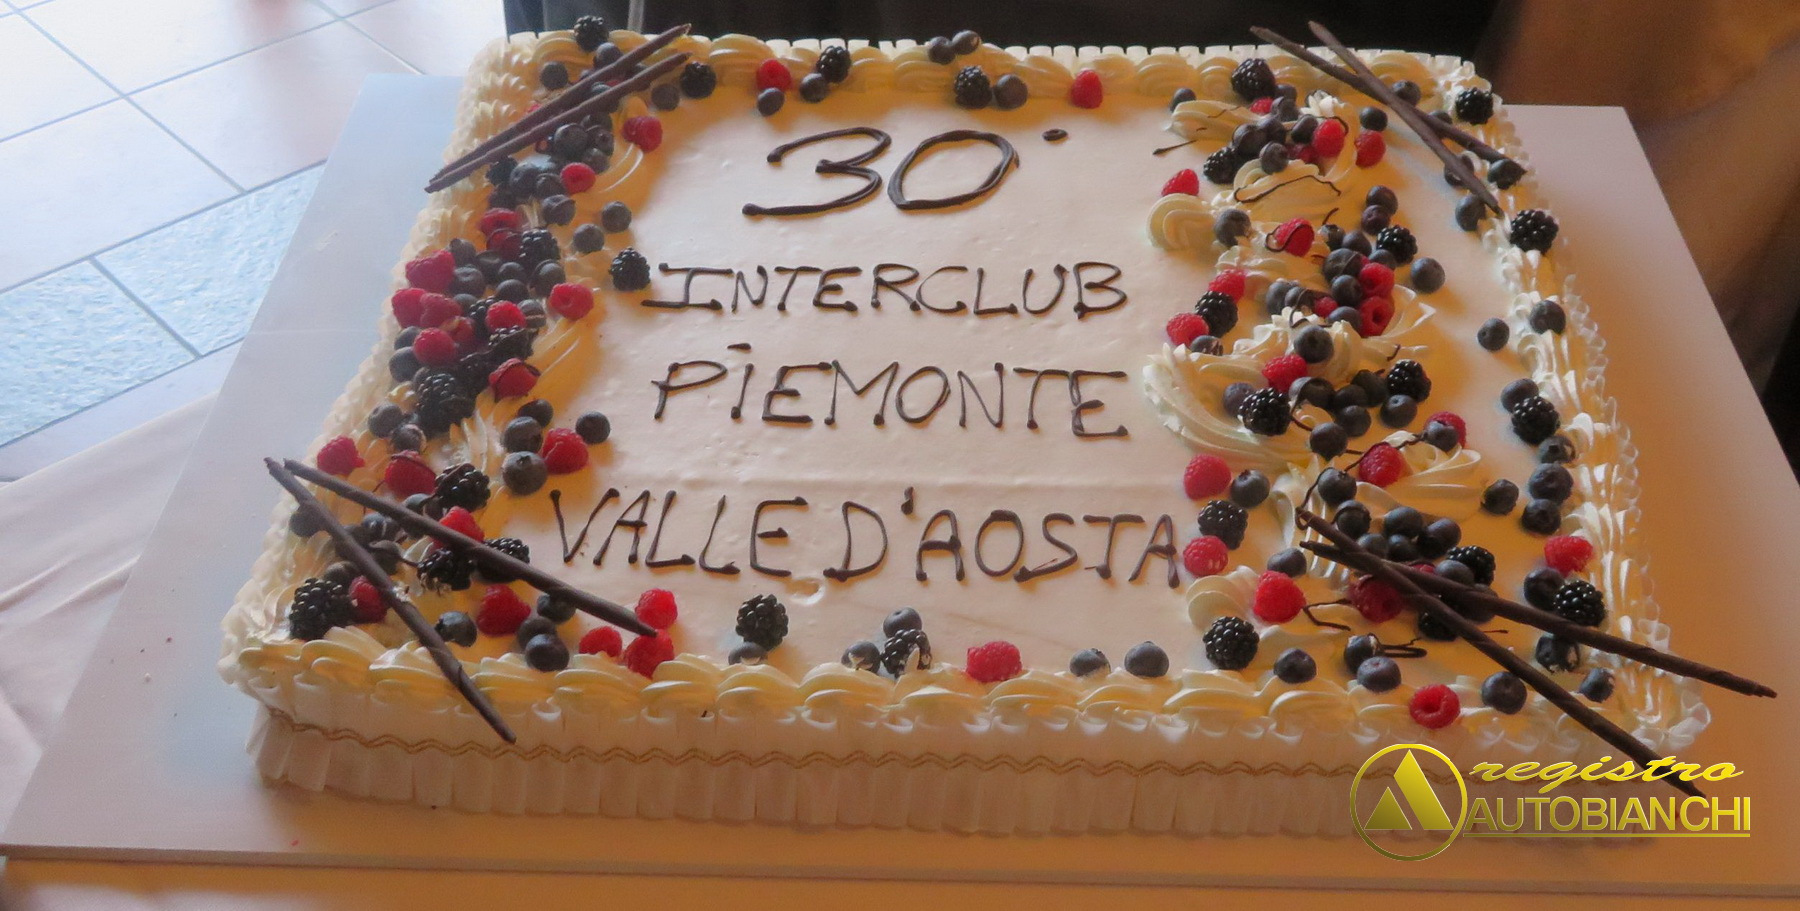 30°
INTERCLUB
PIEMONTE
VALLE D'AOSTA
registro
AUTOBIANCHI